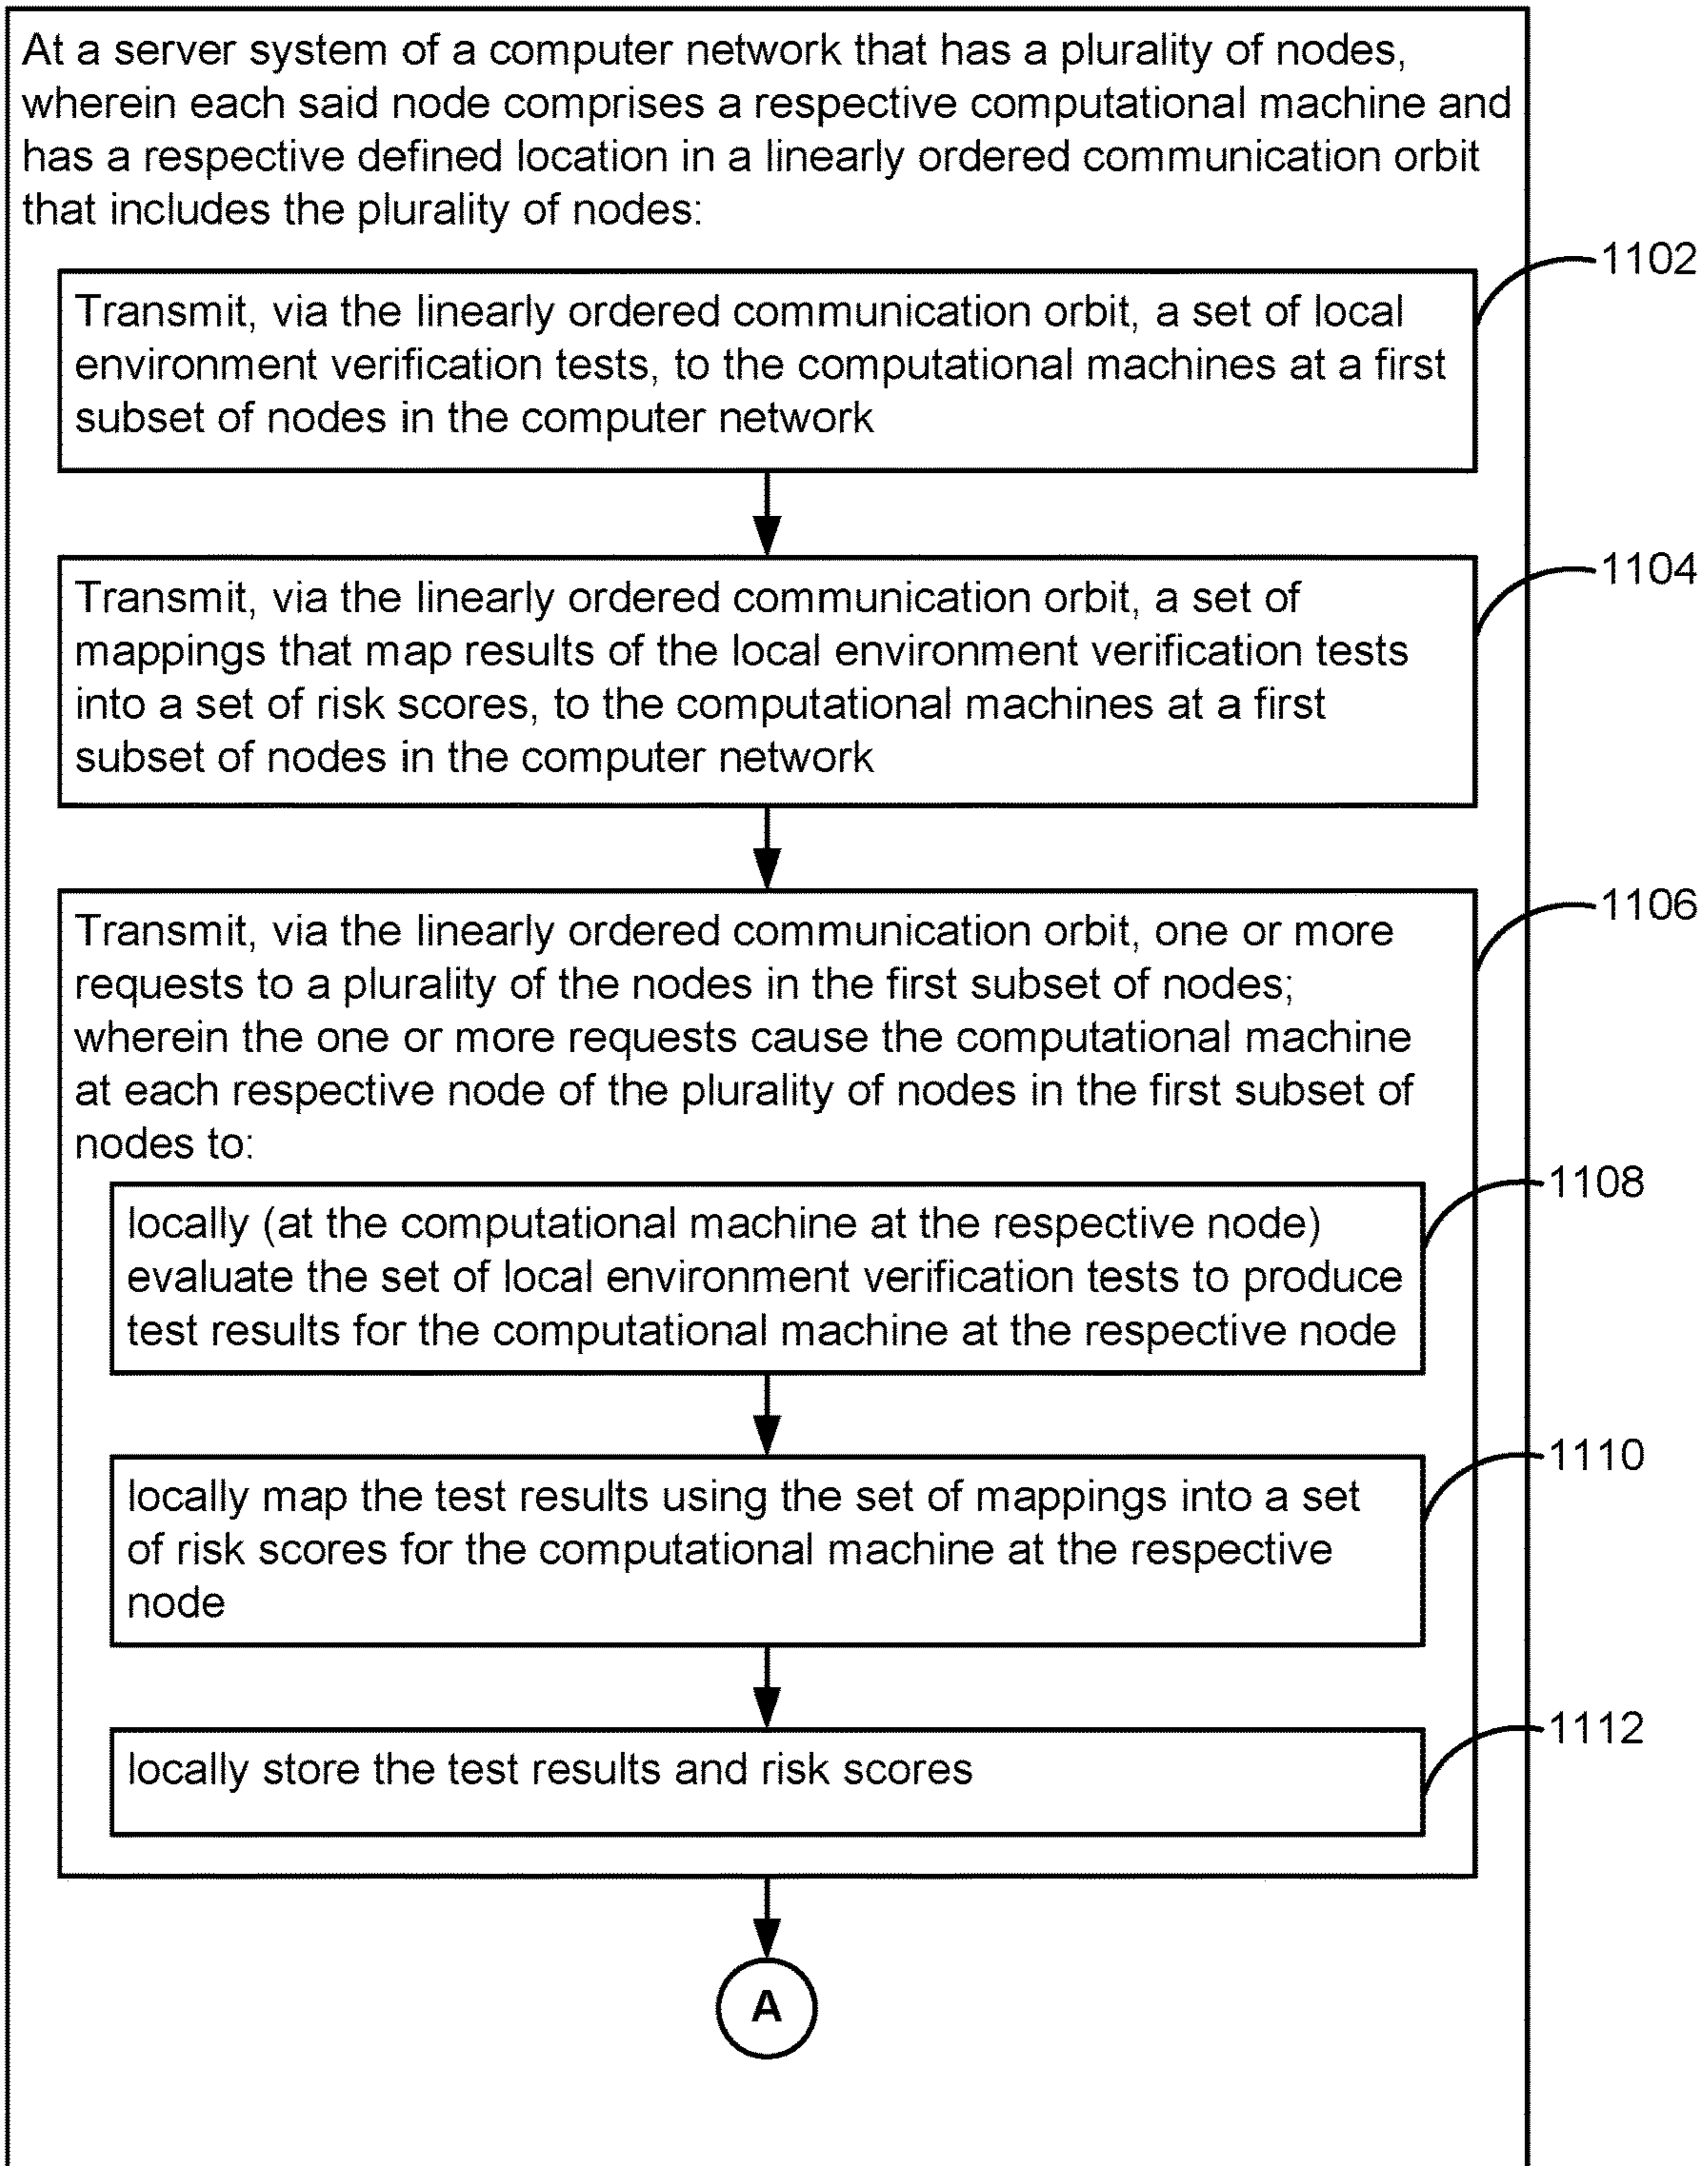 At a server system of a computer network that has a plurality of nodes,
wherein each said node comprises a respective computational machine and
has a respective defined location in a linearly ordered communication orbit
that includes the plurality of nodes:
1102
Transmit, via the linearly ordered communication orbit, a set of local
environment verification tests, to the computational machines at a first
subset of nodes in the computer network
1104
Transmit, via the linearly ordered communication orbit, a set of
mappings that map results of the local environment verification tests
into a set of risk scores, to the computational machines at a first
subset of nodes in the computer network
1106
Transmit, via the linearly ordered communication orbit, one or more
requests to a plurality of the nodes in the first subset of nodes;
wherein the one or more requests cause the computational machine
at each respective node of the plurality of nodes in the first subset of
nodes to:
1108
locally (at the computational machine at the respective node)
evaluate the set of local environment verification tests to produce
test results for the computational machine at the respective node
1110
locally map the test results using the set of mappings into a set
of risk scores for the computational machine at the respective
node
1112
locally store the test results and risk scores
A